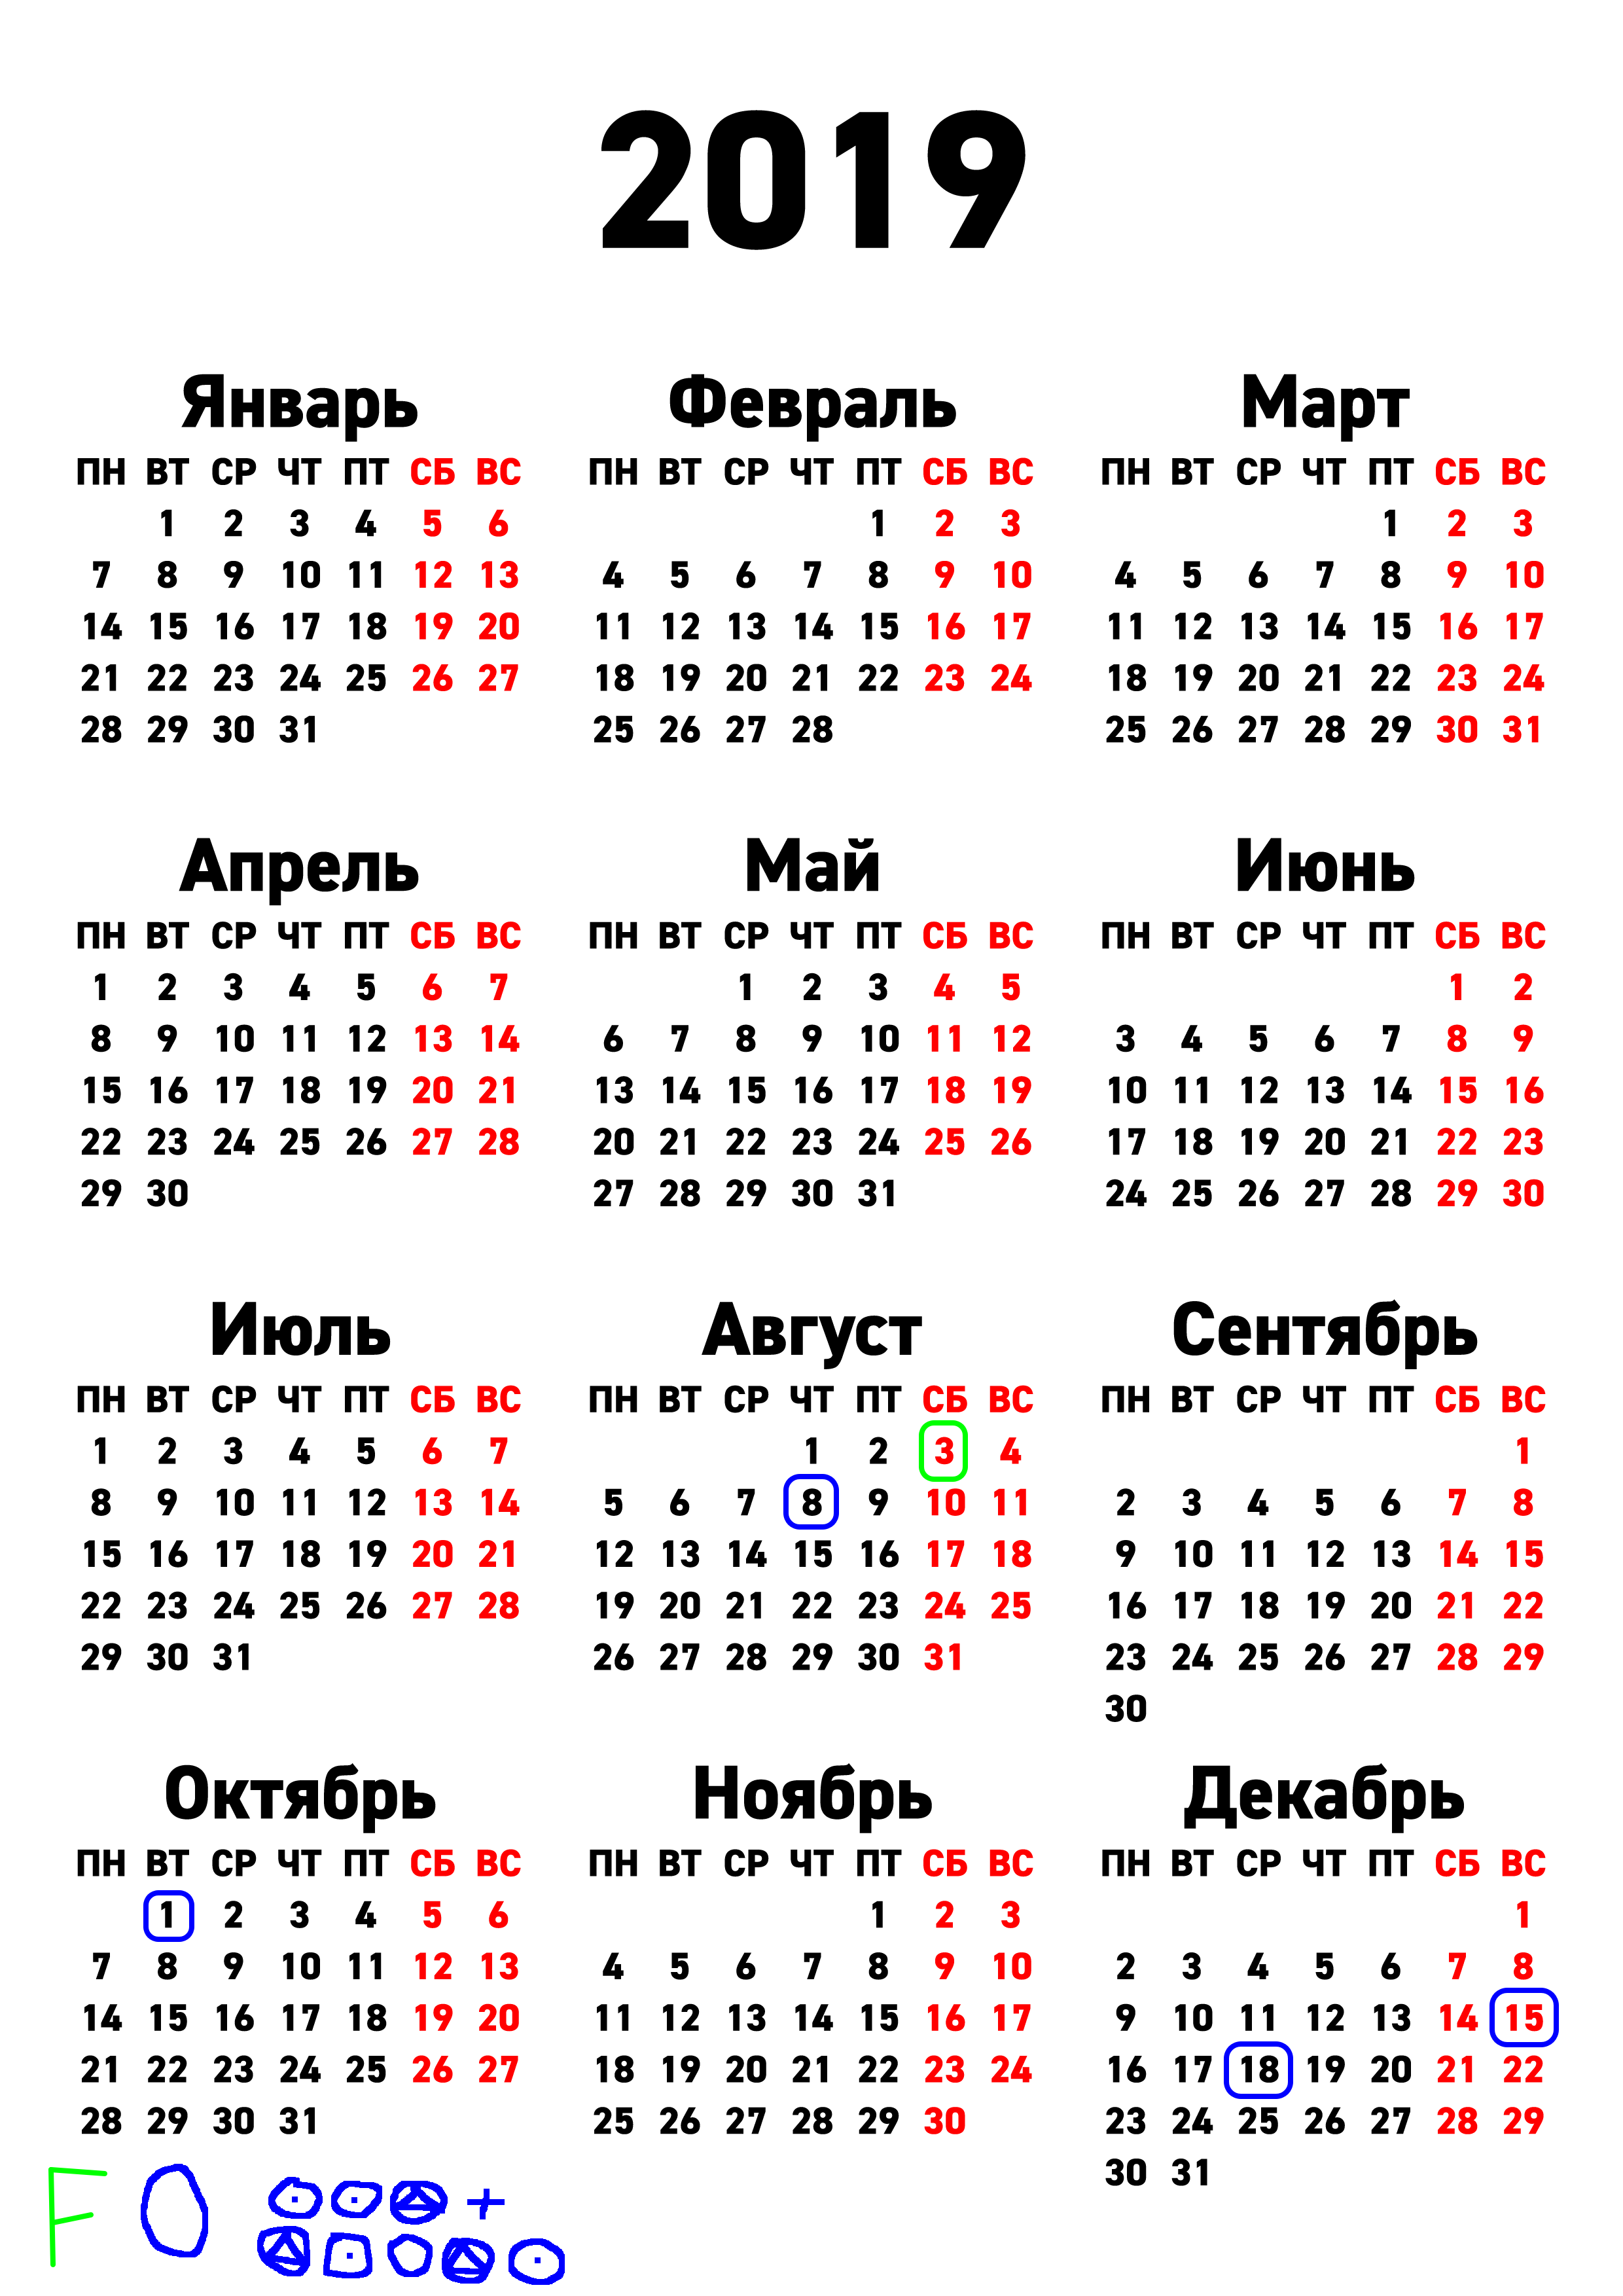 2019
Январь Февраль Март
ПН ВТ СР ЧТ ПТ СБ ВС ПН ВТ СР ЧТ ПТ СБ ВС ПН ВТ СР ЧТ ПТ СБ ВС
1 2 3 4 5 6 1 2 3 1 2 3
7 8 9 10 11 12 13 4 5 6 7 8 9 10 4 5 6 7 8 9 10
14 15 16 17 18 19 20 11 12 13 14 15 16 17 11 12 13 14 15 16 17
21 22 23 24 25 26 27 18 19 20 21 22 23 24 18 19 20 21 22 23 24
28 29 30 31 25 26 27 28 25 26 27 28 29 30 31
Апрель Май Июнь
ПН ВТ СР ЧТ ПТ СБ ВС ПН ВТ СР ЧТ ПТ СБ ВС ПН ВТ СР ЧТ ПТ СБ ВС
1 2 3 4 5 6 7 1 2 3 4 5 1 2
8 9 10 11 12 13 14 6 7 8 9 10 11 12 3 4 5 6 7 8 9
15 16 17 18 19 20 21 13 14 15 16 17 18 19 10 11 12 13 14 15 16
22 23 24 25 26 27 28 20 21 22 23 24 25 26 17 18 19 20 21 22 23
29 30 27 28 29 30 31 24 25 26 27 28 29 30
Июль Август Сентябрь
ПН ВТ СР ЧТ ПТ СБ ВС ПН ВТ СР ЧТ ПТ СБ ВС ПН ВТ СР ЧТ ПТ СБ ВС
1 2 3 4 5 6 7 1 2 3 4 1
8 9 10 11 12 13 14 5 6 7 8 9 10 11 2 3 4 5 6 7 8
15 16 17 18 19 20 21 12 13 14 15 16 17 18 9 10 11 12 13 14 15
22 23 24 25 26 27 28 19 20 21 22 23 24 25 16 17 18 19 20 21 22
29 30 31 26 27 28 29 30 31 23 24 25 26 27 28 29
30
Октябрь Ноябрь Декабрь
ПН ВТ СР ЧТ ПТ СБ ВС ПН ВТ СР ЧТ ПТ СБ ВС ПН ВТ СР ЧТ ПТ СБ ВС
1 2 3 4 5 6 1 2 3 1
7 8 9 10 11 12 13 4 5 6 7 8 9 10 2 3 4 5 6 7 8
14 15 16 17 18 19 20 11 12 13 14 15 16 17 9 10 11 12 13 14 15
21 22 23 24 25 26 27 18 19 20 21 22 23 24 16 17 18 19 20 21 22
28 29 30 31 25 26 27 28 29 30 23 24 25 26 27 28 29
30 31
F O +